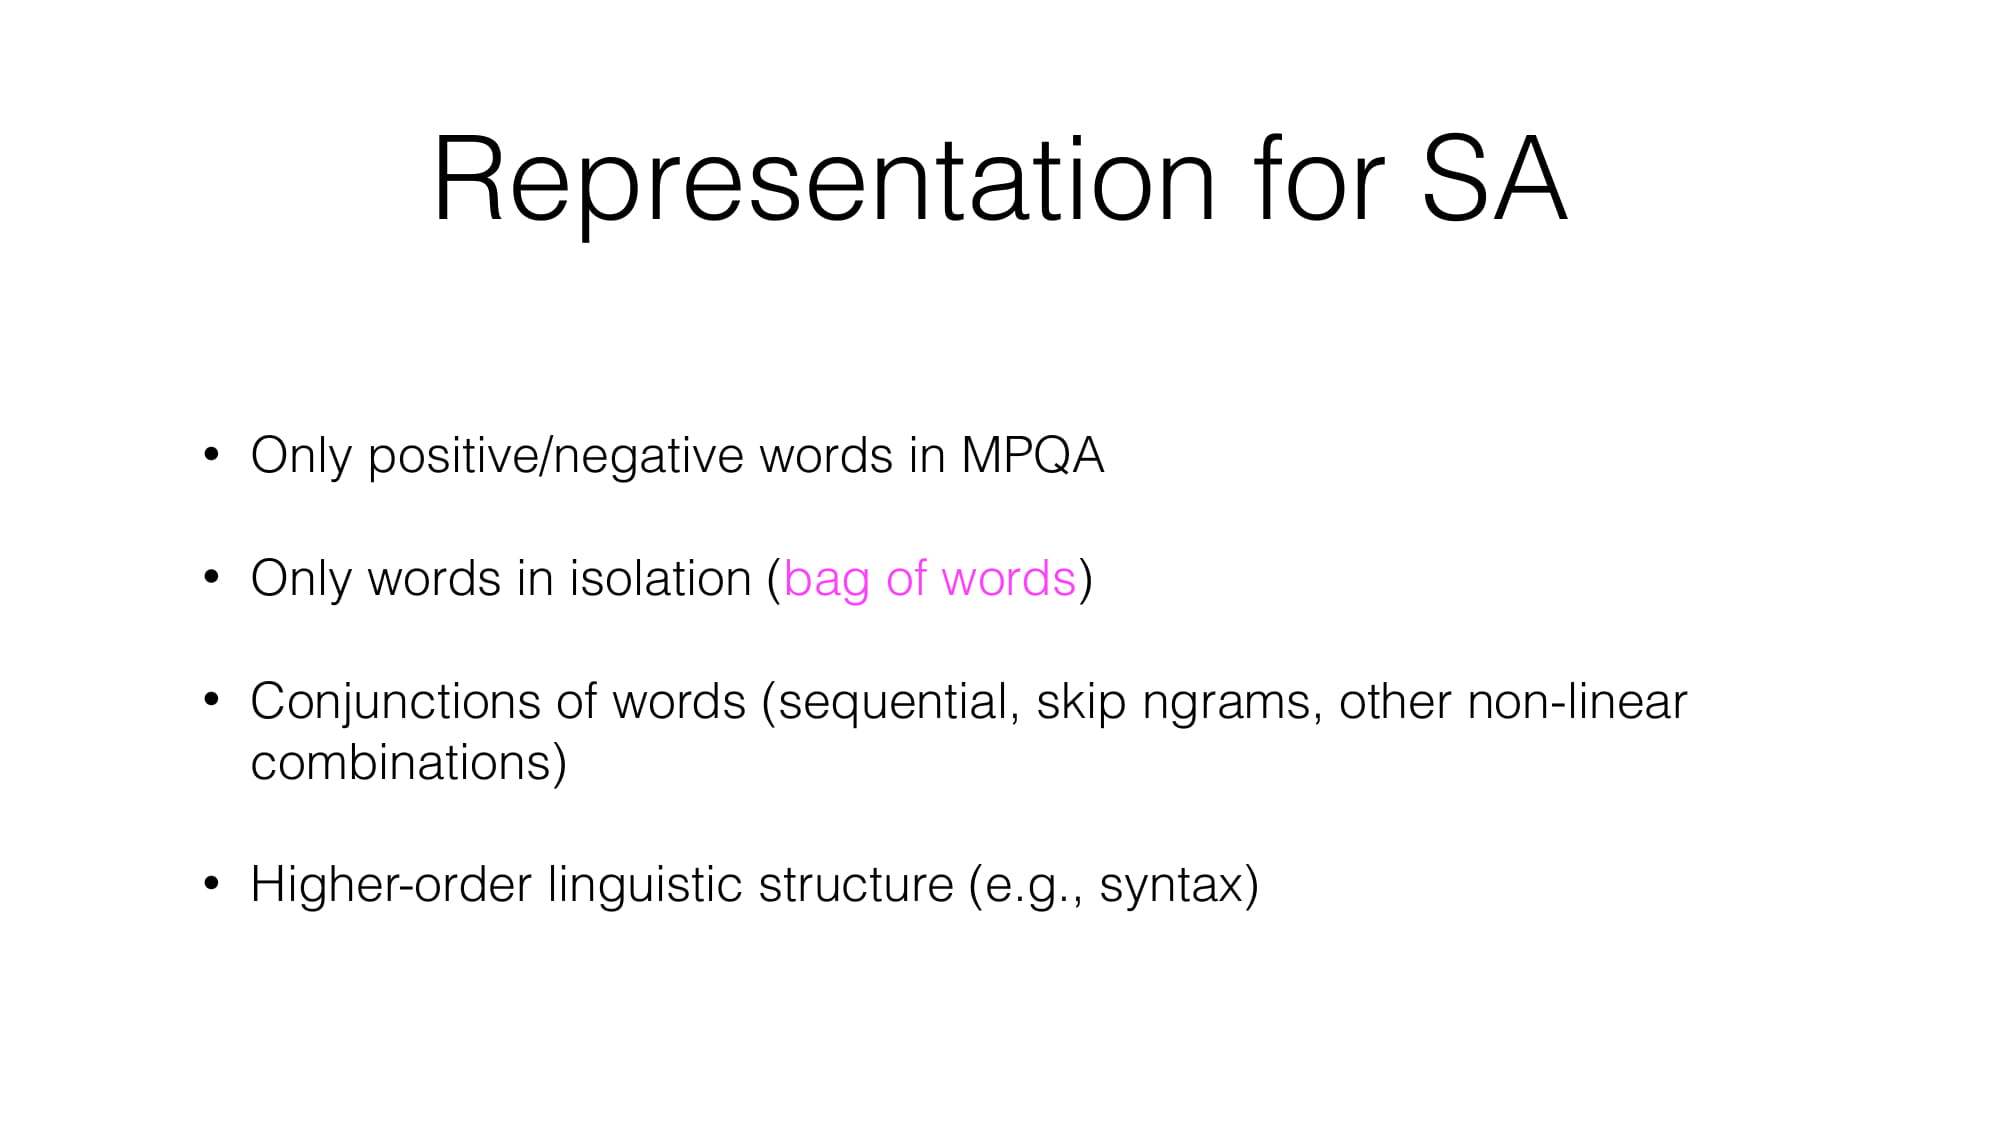 Representation for SA
• Only positive/negative words in MPQA
• Only words in isolation (bag of words)
• Conjunctions of words (sequential, skip ngrams, other non-linear
combinations)
• Higher-order linguistic structure (e.g., syntax)